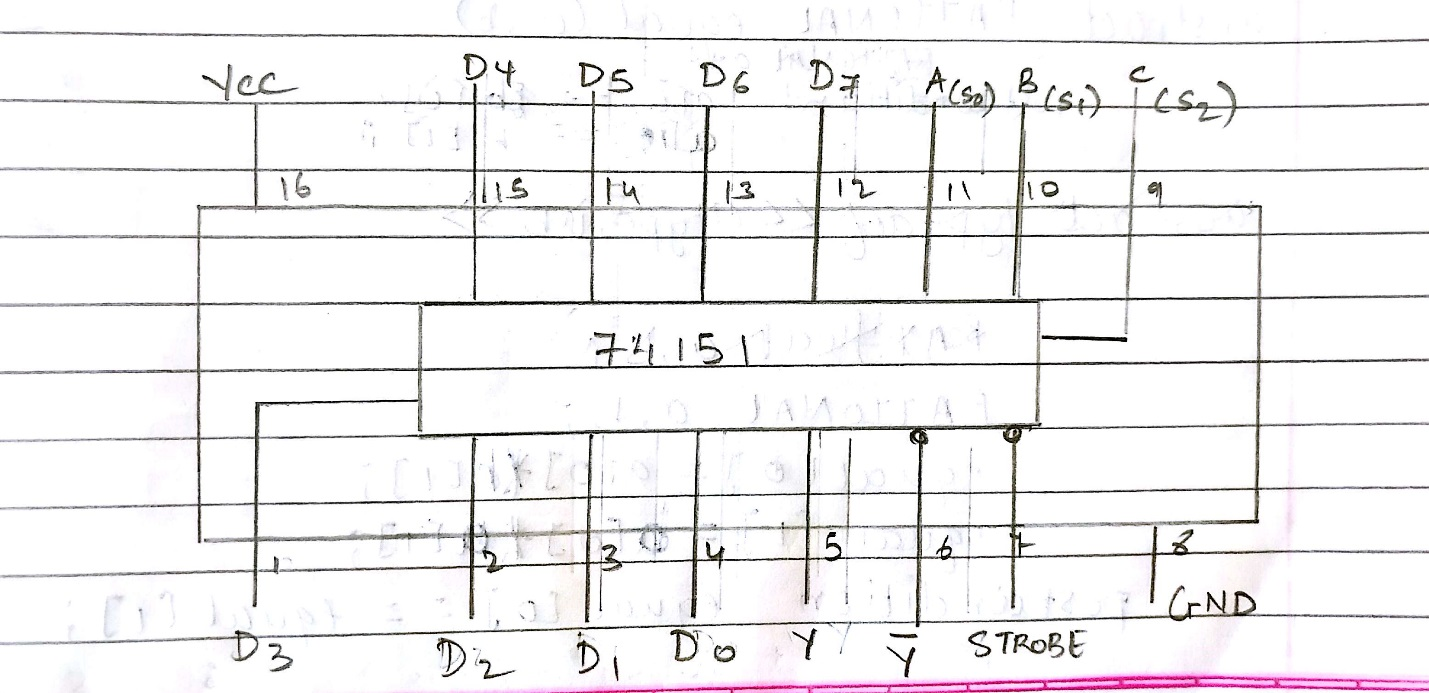 VCC D4 D5 D6 D7 A(S0) B(S1) C(S2)
16 15 14 13 12 11 10 9
74151
1 2 3 4 5 6 7 8
GND
D3 D2 D1 D0 Y Y̅ STROBE